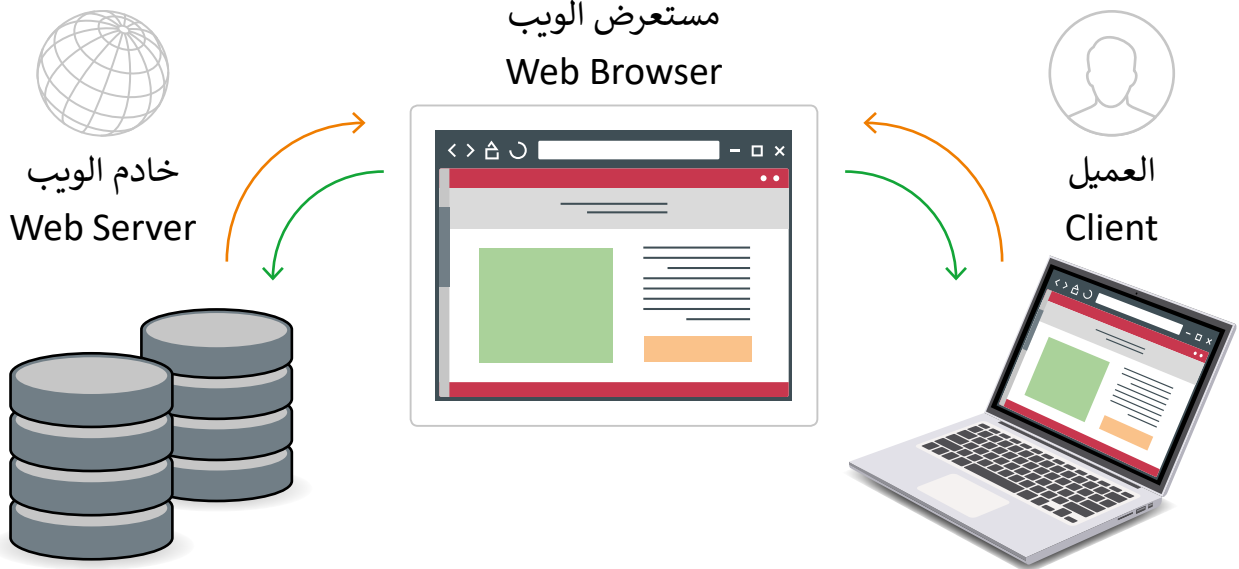 مستعرض الويب
Web Browser
خادم الويب
Web Server
العميل
Client